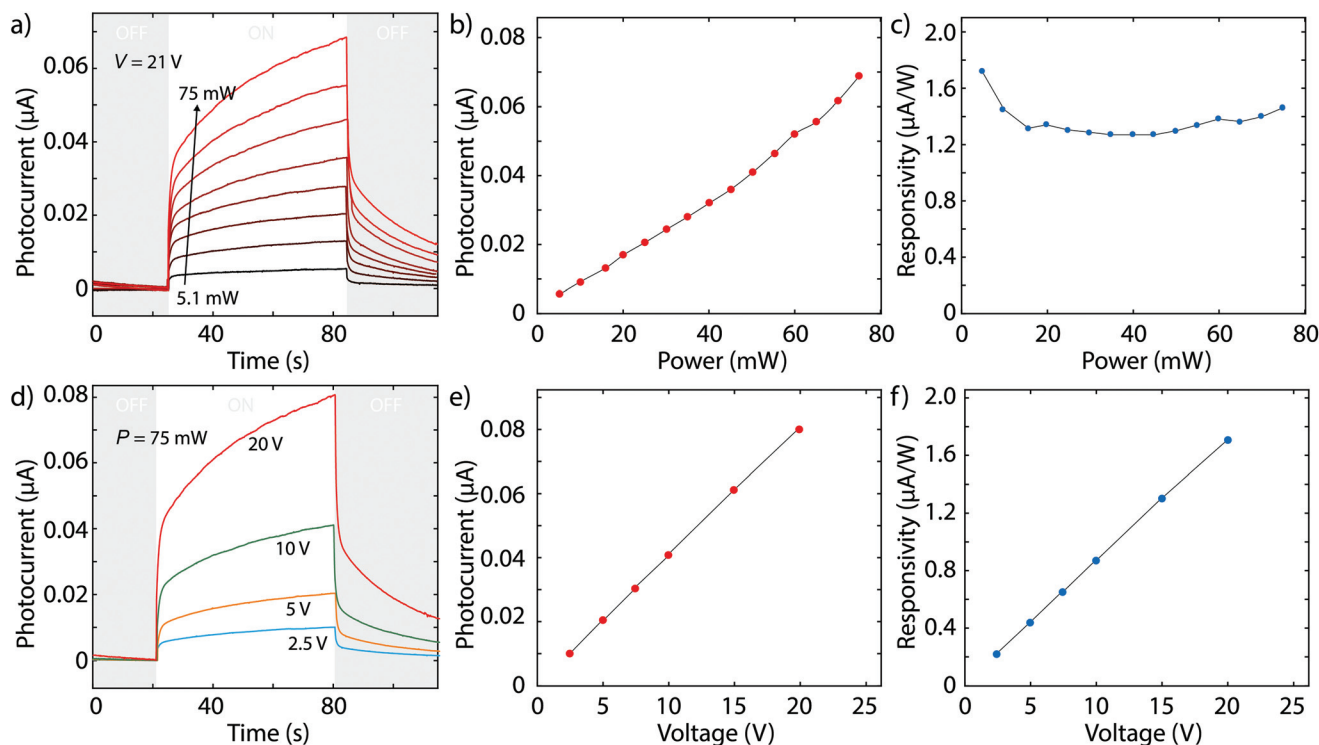 a)
OFF
ON
OFF
V = 21 V
75 mW
5.1 mW
Photocurrent (μA)
0.06
0.04
0.02
0
0
40
80
Time (s)
b)
Photocurrent (μA)
0.08
0.06
0.04
0.02
0
0
20
40
60
80
Power (mW)
c)
Responsivity (μA/W)
2.0
1.6
1.2
0.8
0.4
0
0
20
40
60
80
Power (mW)
d)
OFF
ON
OFF
P = 75 mW
20 V
10 V
5 V
2.5 V
Photocurrent (μA)
0.08
0.06
0.04
0.02
0
0
40
80
Time (s)
e)
Photocurrent (μA)
0.08
0.06
0.04
0.02
0
0
5
10
15
20
25
Voltage (V)
f)
Responsivity (μA/W)
2.0
1.6
1.2
0.8
0.4
0
0
5
10
15
20
25
Voltage (V)